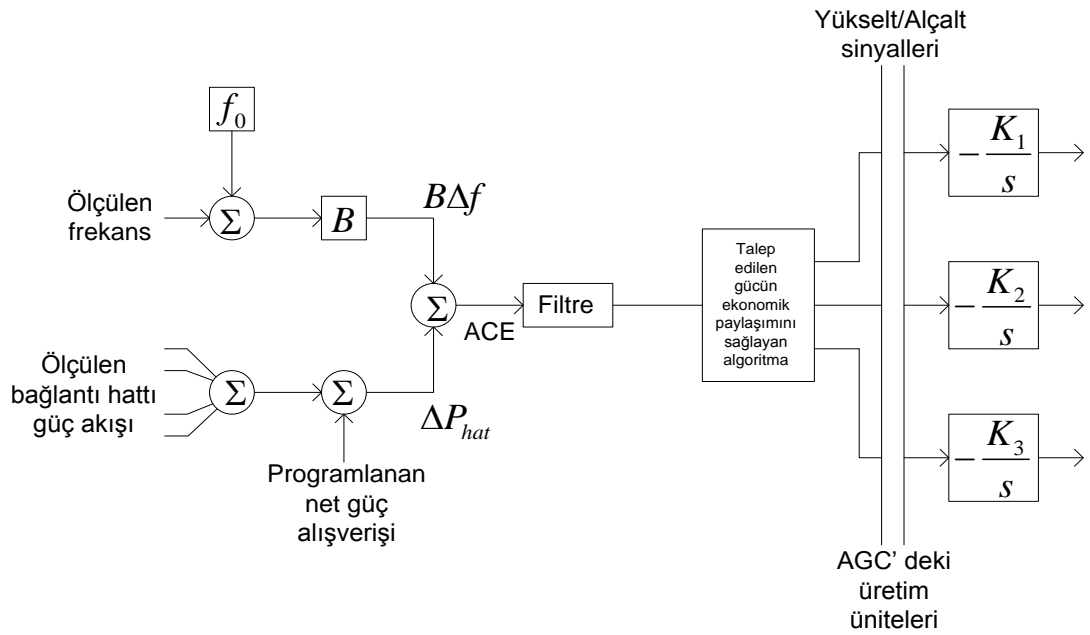 Yükselt/Alçalt
sinyalleri
f₀
Ölçülen
frekans
Σ
B
BΔf
Σ
ACE
Filtre
Talep
edilen
gücün
ekonomik
paylaşımını
sağlayan
algoritma
Ölçülen
bağlantı hattı
güç akışı
Σ
Σ
ΔP_hat
Programlanan
net güç
alışverişi
− K₁
s
− K₂
s
− K₃
s
AGC’ deki
üretim
üniteleri